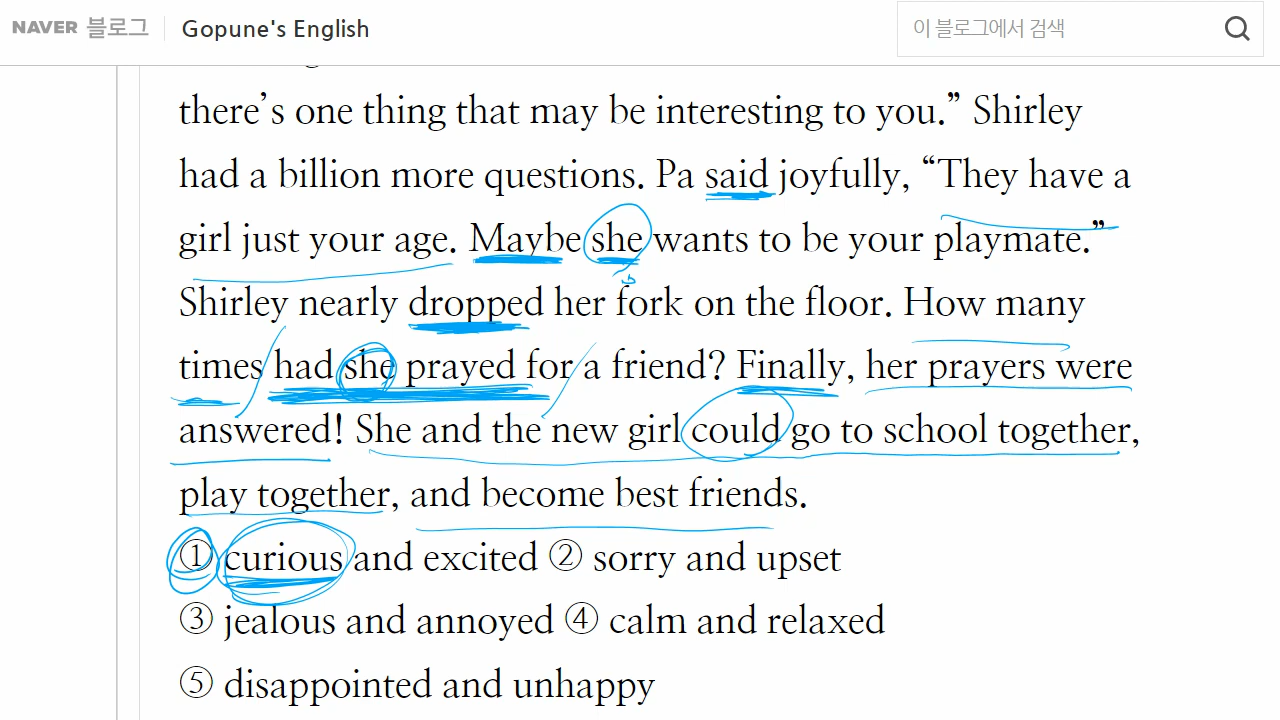 NAVER 블로그 Gopune's English 이 블로그에서 검색
there's one thing that may be interesting to you.” Shirley
had a billion more questions. Pa said joyfully, “They have a
girl just your age. Maybe she wants to be your playmate.”
Shirley nearly dropped her fork on the floor. How many
times had she prayed for a friend? Finally, her prayers were
answered! She and the new girl could go to school together,
play together, and become best friends.
① curious and excited ② sorry and upset
③ jealous and annoyed ④ calm and relaxed
⑤ disappointed and unhappy